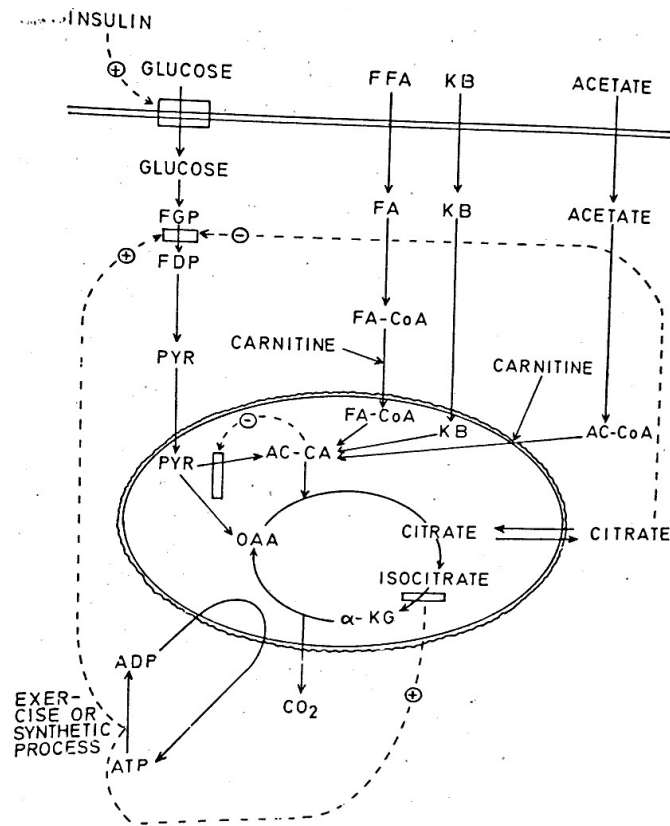 INSULIN
+
GLUCOSE
FFA
KB
ACETATE
GLUCOSE
FGP
FA
KB
ACETATE
+
−
FDP
FA-CoA
PYR
CARNITINE
CARNITINE
FA-CoA
KB
AC-CoA
−
PYR
AC-CA
OAA
CITRATE
CITRATE
ISOCITRATE
α-KG
ADP
+
CO2
EXER-
CISE OR
SYNTHETIC
PROCESS
ATP